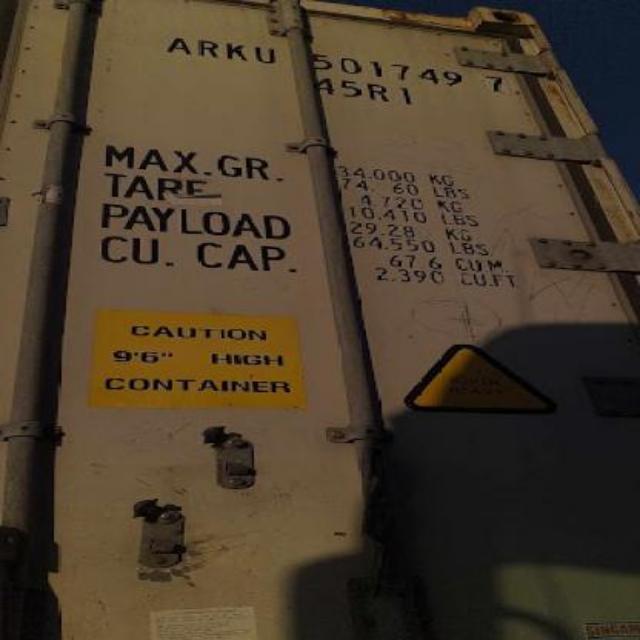 ARKU 501749 7
45R1
MAX.GR. 34.000 KG
74. 60 LBS
TARE 4.720 KG
10.410 LBS
PAYLOAD 29.28 KG
64.550 LBS
CU. CAP. 67.6 CU.M.
2.390 CU.FT
CAUTION
9'6" HIGH
CONTAINER